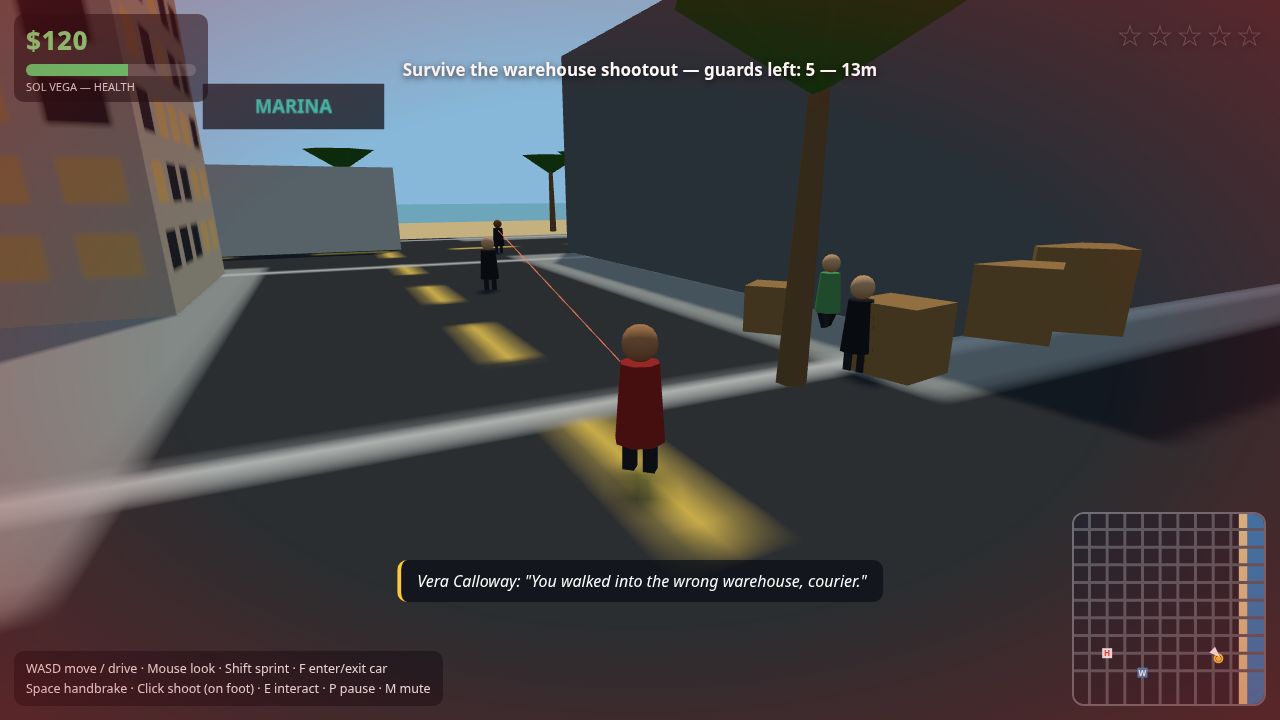 $120
SOL VEGA — HEALTH
Survive the warehouse shootout — guards left: 5 — 13m
MARINA
Vera Calloway: "You walked into the wrong warehouse, courier."
WASD move / drive · Mouse look · Shift sprint · F enter/exit car
Space handbrake · Click shoot (on foot) · E interact · P pause · M mute
H
W